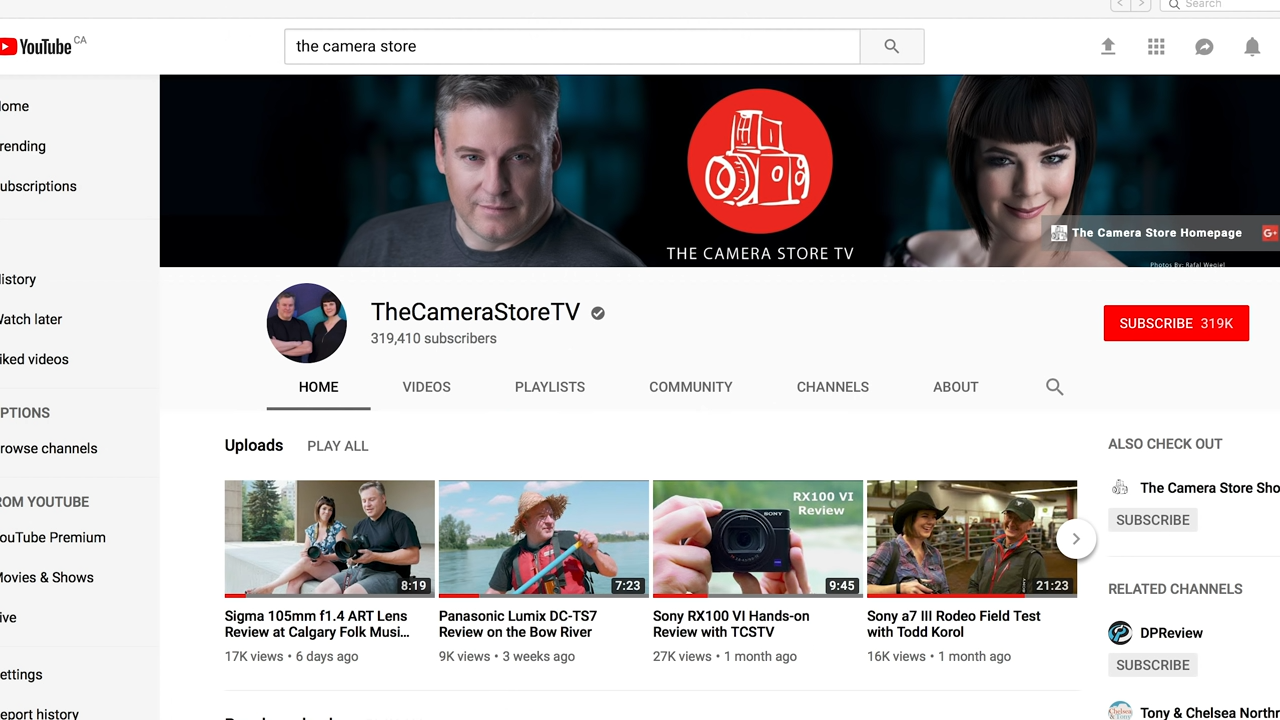 Search
YouTube CA
the camera store
ome
rending
ubscriptions
istory
Watch later
iked videos
PTIONS
rowse channels
ROM YOUTUBE
ouTube Premium
Movies & Shows
ive
ettings
eport history
THE CAMERA STORE TV
The Camera Store Homepage
G+
Photos By: Rafal Wegiel
TheCameraStoreTV
319,410 subscribers
SUBSCRIBE 319K
HOME VIDEOS PLAYLISTS COMMUNITY CHANNELS ABOUT
Uploads PLAY ALL
8:19
Sigma 105mm f1.4 ART Lens
Review at Calgary Folk Musi...
17K views • 6 days ago
7:23
Panasonic Lumix DC-TS7
Review on the Bow River
9K views • 3 weeks ago
RX100 VI
Review
SONY
9:45
Sony RX100 VI Hands-on
Review with TCSTV
27K views • 1 month ago
21:23
Sony a7 III Rodeo Field Test
with Todd Korol
16K views • 1 month ago
ALSO CHECK OUT
The Camera Store Sho
SUBSCRIBE
RELATED CHANNELS
DPReview
SUBSCRIBE
Tony & Chelsea Northr